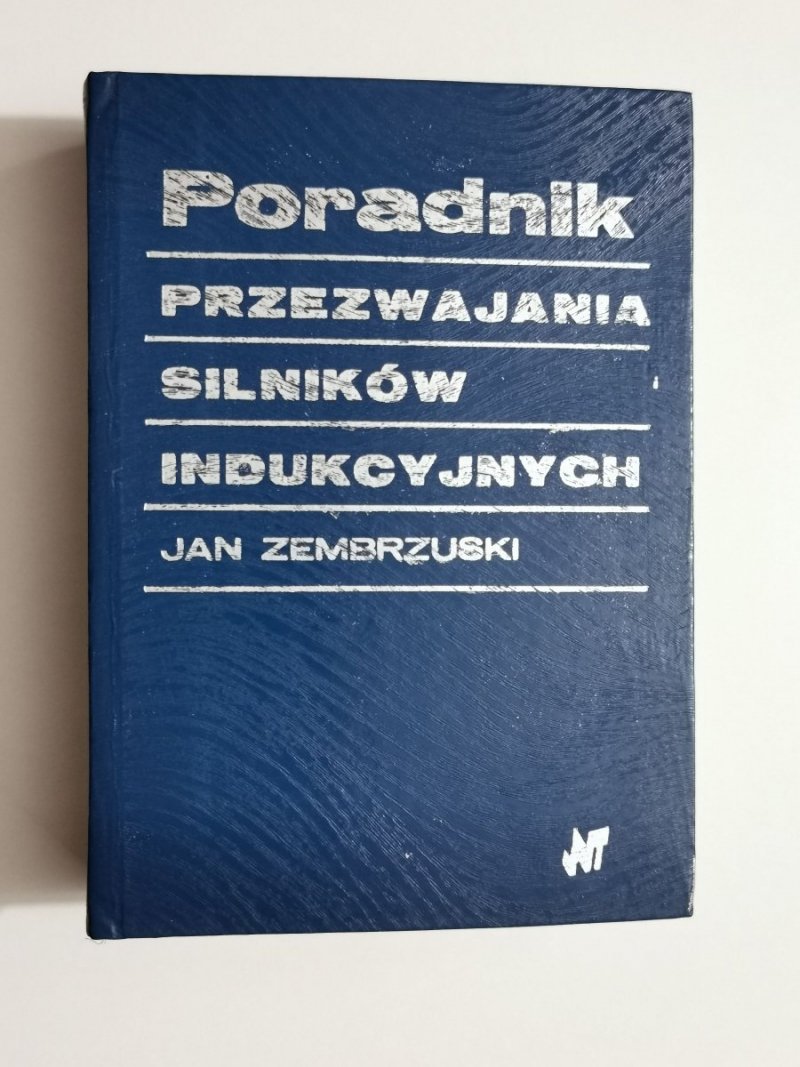 Poradnik
PRZEZWAJANIA
SILNIKÓW
INDUKCYJNYCH
JAN ZEMBRZUSKI
WNT